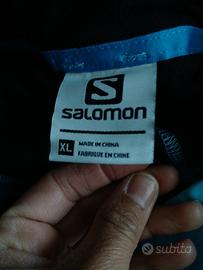 S
salomon
MADE IN CHINA
XL
FABRIQUE EN CHINE
subito